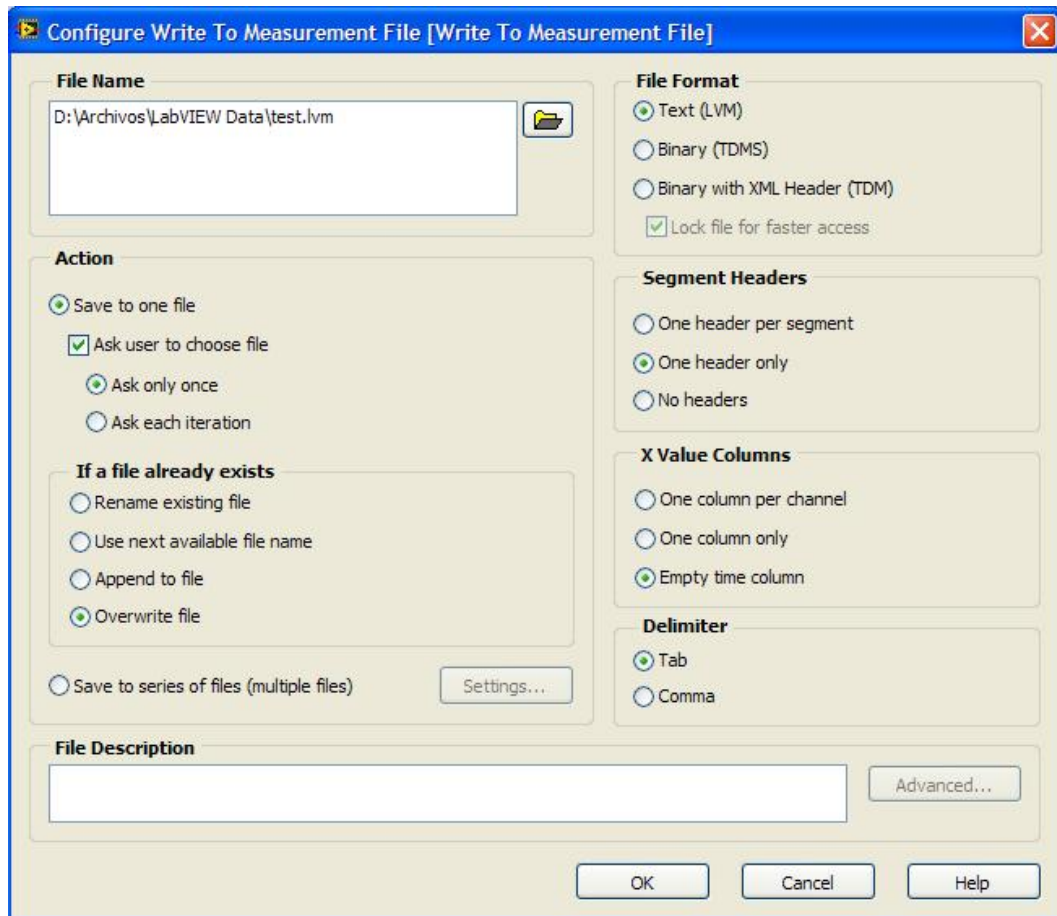 Configure Write To Measurement File [Write To Measurement File]
File Name
D:\Archivos\LabVIEW Data\test.lvm
Action
Save to one file
Ask user to choose file
Ask only once
Ask each iteration
If a file already exists
Rename existing file
Use next available file name
Append to file
Overwrite file
Save to series of files (multiple files)
Settings...
File Format
Text (LVM)
Binary (TDMS)
Binary with XML Header (TDM)
Lock file for faster access
Segment Headers
One header per segment
One header only
No headers
X Value Columns
One column per channel
One column only
Empty time column
Delimiter
Tab
Comma
File Description
Advanced...
OK
Cancel
Help